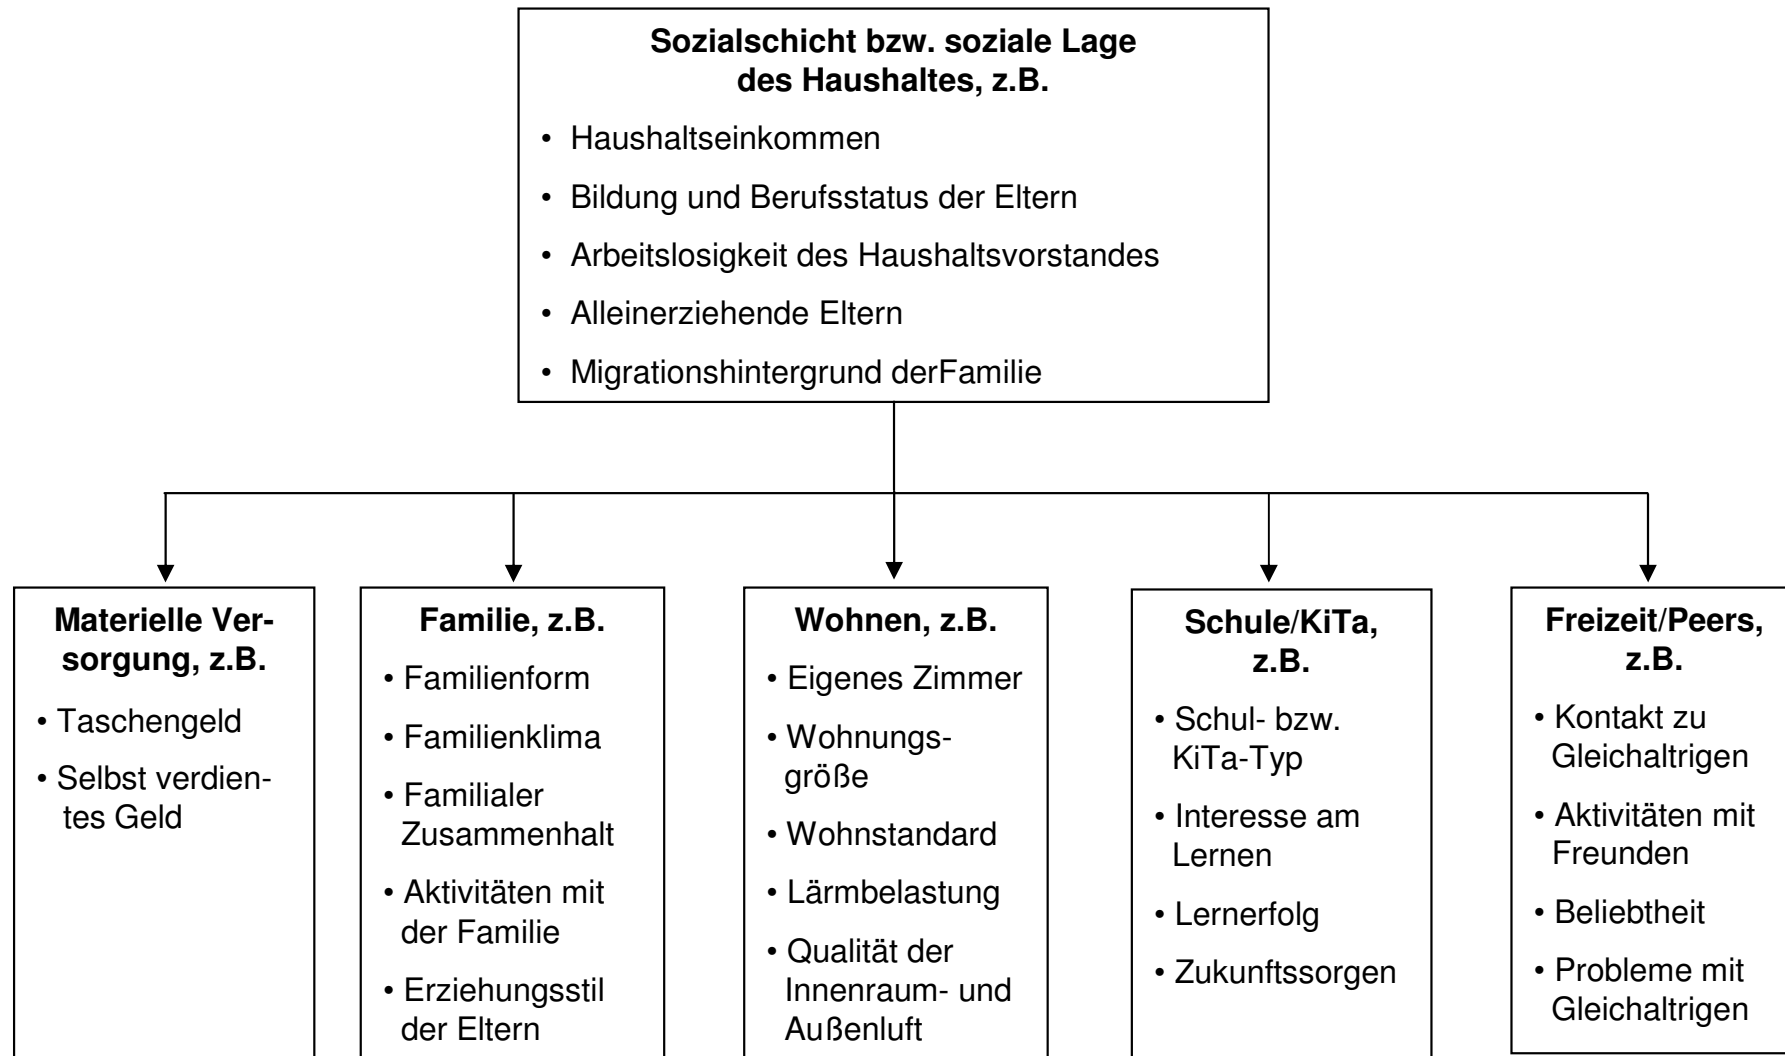 Sozialschicht bzw. soziale Lage
des Haushaltes, z.B.
• Haushaltseinkommen
• Bildung und Berufsstatus der Eltern
• Arbeitslosigkeit des Haushaltsvorstandes
• Alleinerziehende Eltern
• Migrationshintergrund derFamilie
Materielle Ver-
sorgung, z.B.
• Taschengeld
• Selbst verdien-
tes Geld
Familie, z.B.
• Familienform
• Familienklima
• Familialer
Zusammenhalt
• Aktivitäten mit
der Familie
• Erziehungsstil
der Eltern
Wohnen, z.B.
• Eigenes Zimmer
• Wohnungs-
größe
• Wohnstandard
• Lärmbelastung
• Qualität der
Innenraum- und
Außenluft
Schule/KiTa,
z.B.
• Schul- bzw.
KiTa-Typ
• Interesse am
Lernen
• Lernerfolg
• Zukunftssorgen
Freizeit/Peers,
z.B.
• Kontakt zu
Gleichaltrigen
• Aktivitäten mit
Freunden
• Beliebtheit
• Probleme mit
Gleichaltrigen